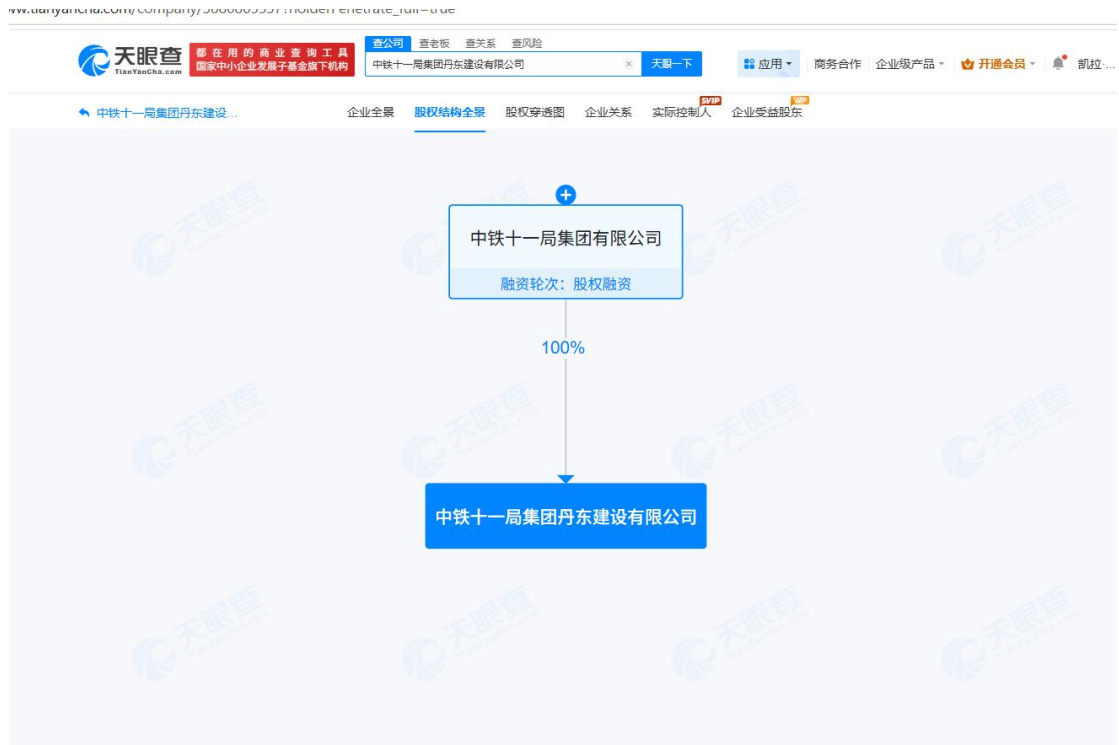 天眼查
TianYanCha.com
都在用的商业查询工具
国家中小企业发展子基金旗下机构
查公司 查老板 查关系 查风险
中铁十一局集团丹东建设有限公司 × 天眼一下
应用 商务合作 企业级产品 开通会员 凯拉...
中铁十一局集团丹东建设...
企业全景 股权结构全景 股权穿透图 企业关系 实际控制人 SVIP 企业受益股东 VIP
中铁十一局集团有限公司
融资轮次：股权融资
100%
中铁十一局集团丹东建设有限公司